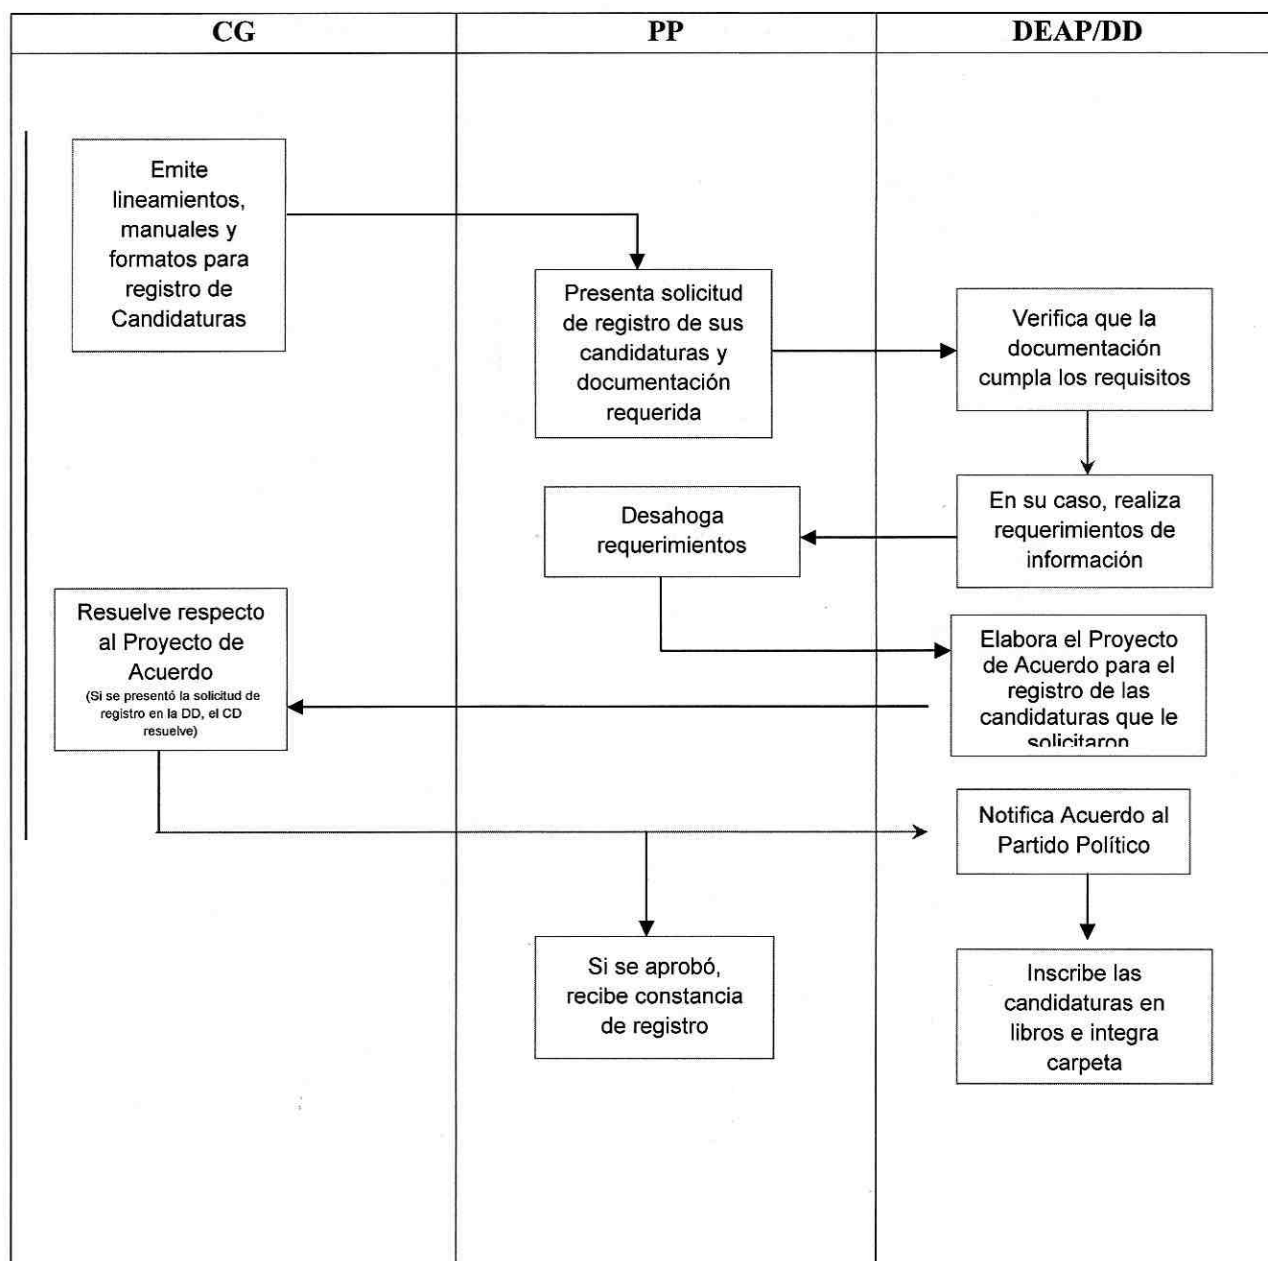 CG
PP
DEAP/DD
Emite
lineamientos,
manuales y
formatos para
registro de
Candidaturas
Presenta solicitud
de registro de sus
candidaturas y
documentación
requerida
Verifica que la
documentación
cumpla los requisitos
En su caso, realiza
requerimientos de
información
Desahoga
requerimientos
Elabora el Proyecto
de Acuerdo para el
registro de las
candidaturas que le
solicitaron
Resuelve respecto
al Proyecto de
Acuerdo
(Si se presentó la solicitud de
registro en la DD, el CD
resuelve)
Notifica Acuerdo al
Partido Político
Si se aprobó,
recibe constancia
de registro
Inscribe las
candidaturas en
libros e integra
carpeta